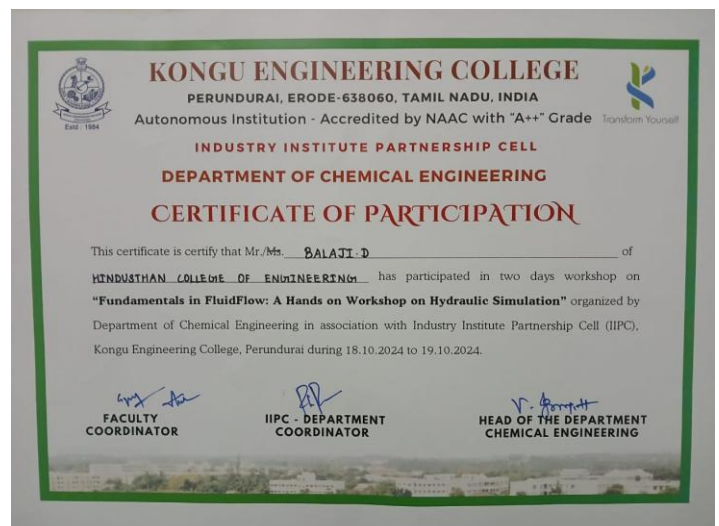 KONGU ENGINEERING COLLEGE
PERUNDURAI, ERODE-638060, TAMIL NADU, INDIA
Autonomous Institution - Accredited by NAAC with "A++" Grade
Estd : 1984
Transform Yourself
INDUSTRY INSTITUTE PARTNERSHIP CELL
DEPARTMENT OF CHEMICAL ENGINEERING
CERTIFICATE OF PARTICIPATION
This certificate is certify that Mr./Ms. BALAJI.D of
HINDUSTHAN COLLEGE OF ENGINEERING has participated in two days workshop on
"Fundamentals in FluidFlow: A Hands on Workshop on Hydraulic Simulation" organized by
Department of Chemical Engineering in association with Industry Institute Partnership Cell (IIPC),
Kongu Engineering College, Perundurai during 18.10.2024 to 19.10.2024.
FACULTY
COORDINATOR
IIPC - DEPARTMENT
COORDINATOR
HEAD OF THE DEPARTMENT
CHEMICAL ENGINEERING